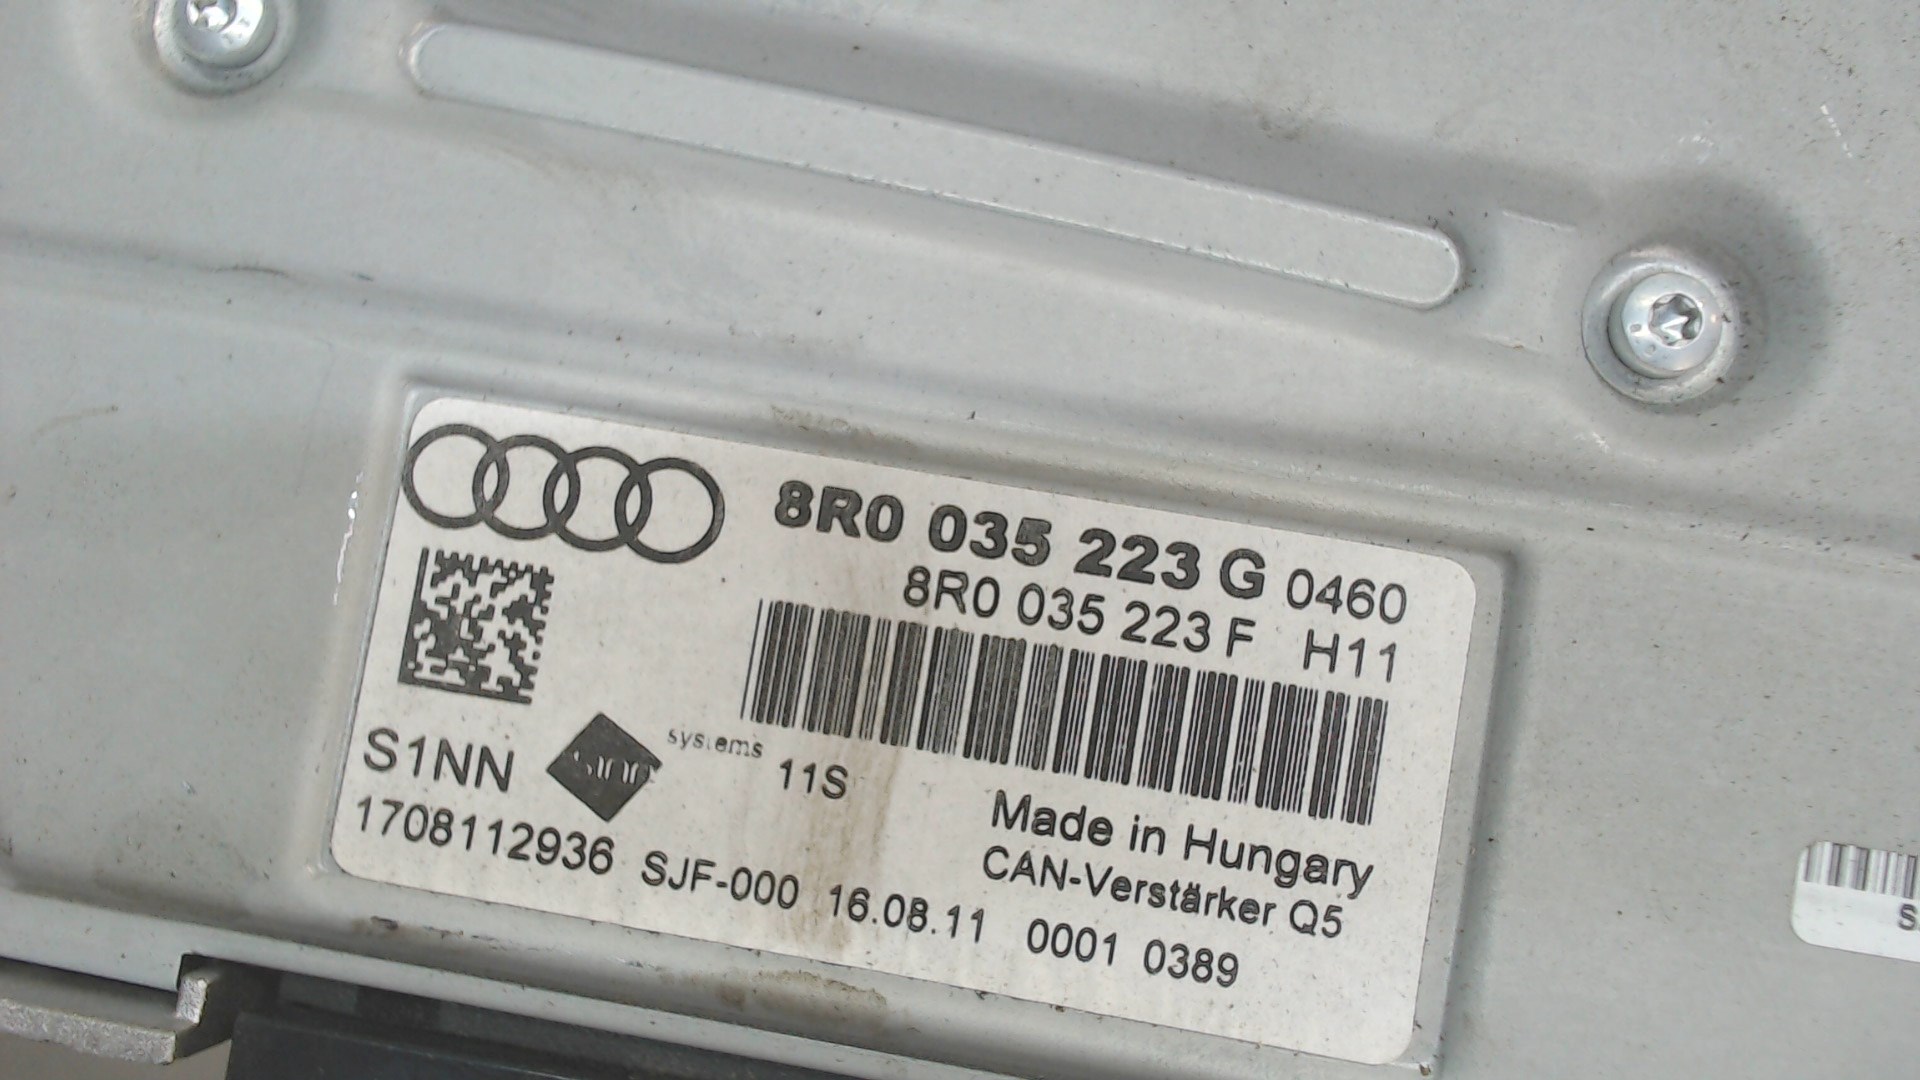 8R0 035 223 G 0460
8R0 035 223 F H11
S1NN systems 11S
Made in Hungary
CAN-Verstärker Q5
1708112936 SJF-000 16.08.11 0001 0389